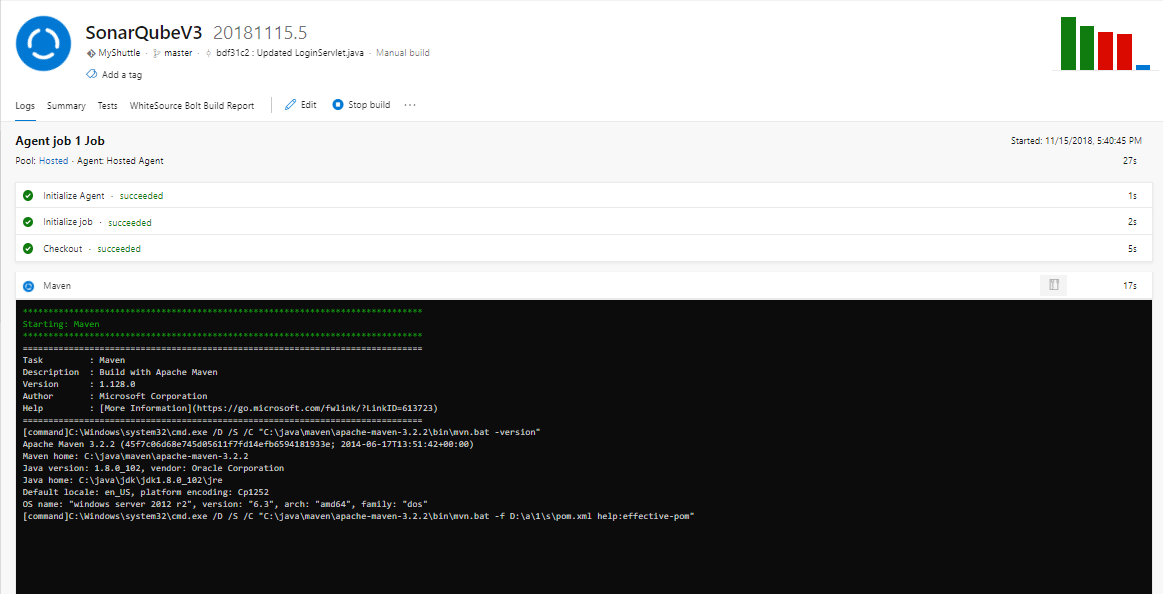 SonarQubeV3 20181115.5
MyShuttle · master · bdf31c2 : Updated LoginServlet.java · Manual build
Add a tag
Logs Summary Tests WhiteSource Bolt Build Report Edit Stop build ···
Agent job 1 Job Started: 11/15/2018, 5:40:45 PM
Pool: Hosted · Agent: Hosted Agent 27s
Initialize Agent · succeeded 1s
Initialize job · succeeded 2s
Checkout · succeeded 5s
Maven 17s
******************************************************************************
Starting: Maven
******************************************************************************
==============================================================================
Task         : Maven
Description  : Build with Apache Maven
Version      : 1.128.0
Author       : Microsoft Corporation
Help         : [More Information](https://go.microsoft.com/fwlink/?LinkID=613723)
==============================================================================
[command]C:\Windows\system32\cmd.exe /D /S /C "C:\java\maven\apache-maven-3.2.2\bin\mvn.bat -version"
Apache Maven 3.2.2 (45f7c06d68e745d05611f7fd14efb6594181933e; 2014-06-17T13:51:42+00:00)
Maven home: C:\java\maven\apache-maven-3.2.2
Java version: 1.8.0_102, vendor: Oracle Corporation
Java home: C:\java\jdk\jdk1.8.0_102\jre
Default locale: en_US, platform encoding: Cp1252
OS name: "windows server 2012 r2", version: "6.3", arch: "amd64", family: "dos"
[command]C:\Windows\system32\cmd.exe /D /S /C "C:\java\maven\apache-maven-3.2.2\bin\mvn.bat -f D:\a\1\s\pom.xml help:effective-pom"